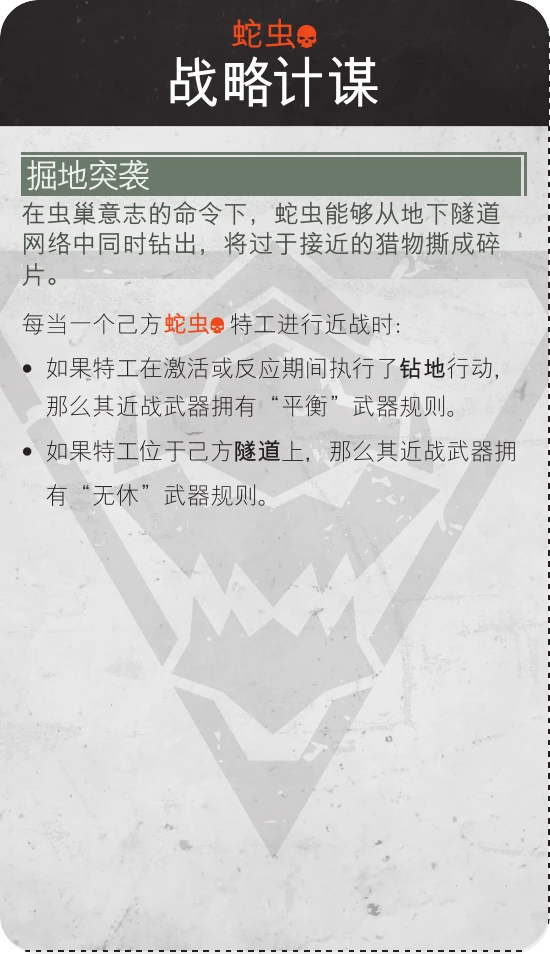 蛇虫
战略计谋
掘地突袭
在虫巢意志的命令下，蛇虫能够从地下隧道
网络中同时钻出，将过于接近的猎物撕成碎
片。
每当一个己方蛇虫特工进行近战时：
• 如果特工在激活或反应期间执行了钻地行动，
那么其近战武器拥有“平衡”武器规则。
• 如果特工位于己方隧道上，那么其近战武器拥
有“无休”武器规则。